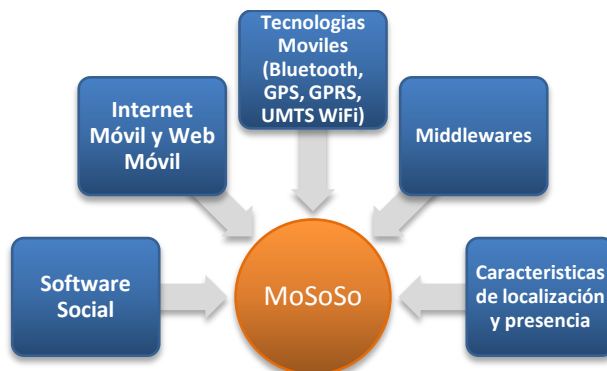 Tecnologias
Moviles
(Bluetooth,
GPS, GPRS,
UMTS WiFi)
Internet
Móvil y Web
Móvil
Middlewares
Software
Social
MoSoSo
Caracteristicas
de localización
y presencia